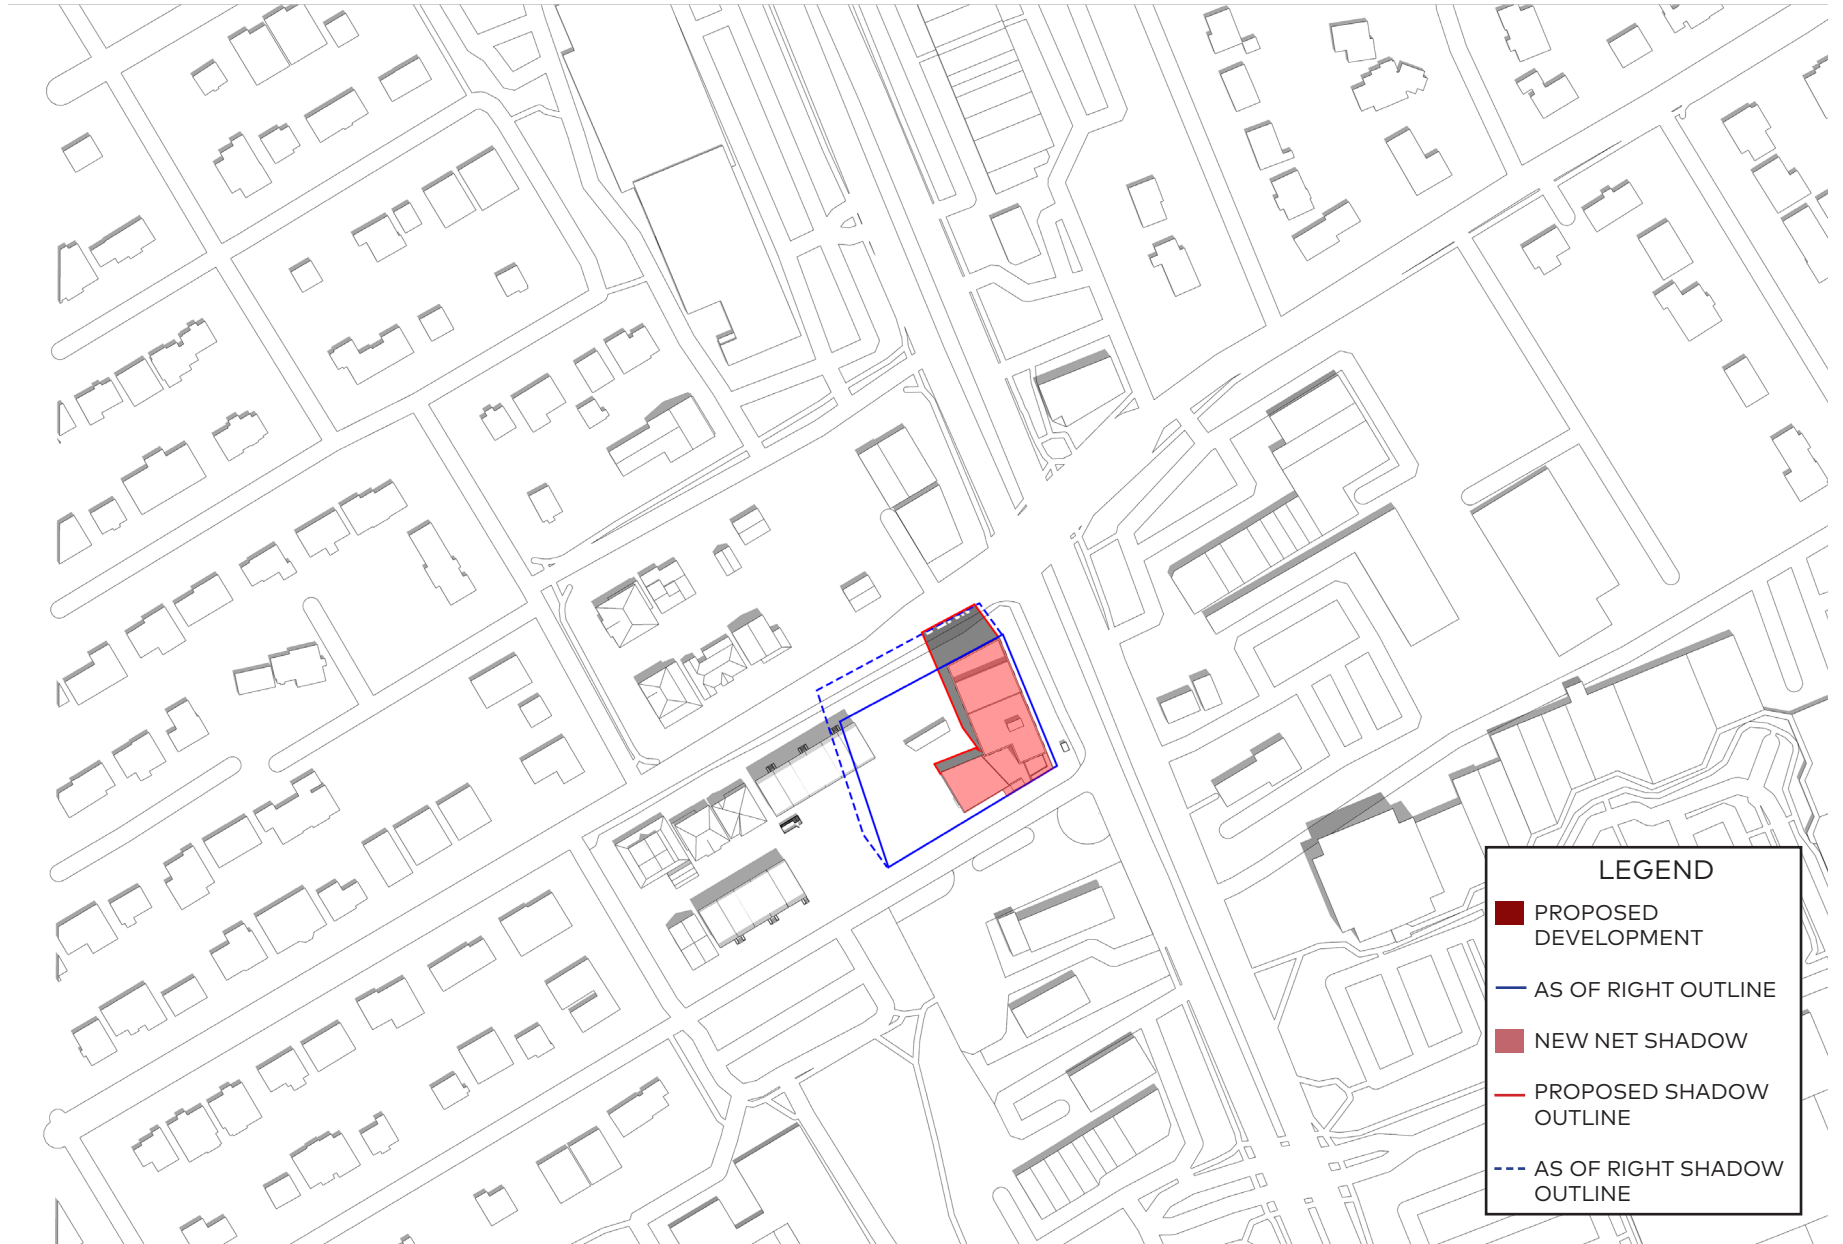 LEGEND
PROPOSED
DEVELOPMENT
AS OF RIGHT OUTLINE
NEW NET SHADOW
PROPOSED SHADOW
OUTLINE
AS OF RIGHT SHADOW
OUTLINE